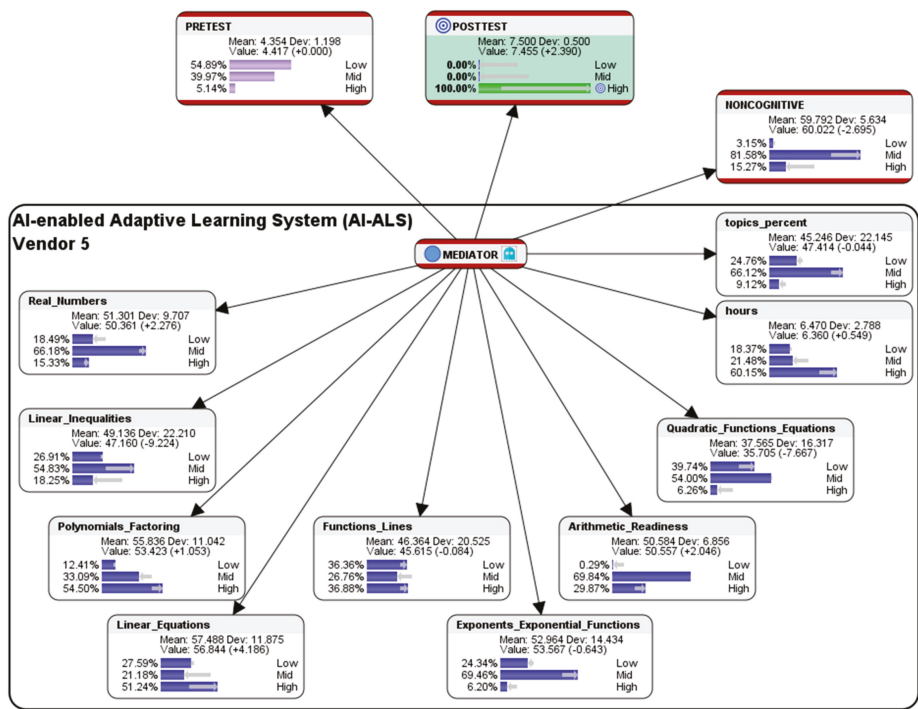 PRETEST
Mean: 4.354 Dev: 1.198
Value: 4.417 (+0.000)
54.89% Low
39.97% Mid
5.14% High
POSTTEST
Mean: 7.500 Dev: 0.500
Value: 7.455 (+2.390)
0.00% Low
0.00% Mid
100.00% High
NONCOGNITIVE
Mean: 59.792 Dev: 5.634
Value: 60.022 (-2.695)
3.15% Low
81.58% Mid
15.27% High
AI-enabled Adaptive Learning System (AI-ALS)
Vendor 5
MEDIATOR
topics_percent
Mean: 45.246 Dev: 22.145
Value: 47.414 (-0.044)
24.76% Low
66.12% Mid
9.12% High
Real_Numbers
Mean: 51.301 Dev: 9.707
Value: 50.361 (+2.276)
18.49% Low
66.18% Mid
15.33% High
hours
Mean: 6.470 Dev: 2.788
Value: 6.360 (+0.549)
18.37% Low
21.48% Mid
60.15% High
Linear_Inequalities
Mean: 49.136 Dev: 22.210
Value: 47.160 (-9.224)
26.91% Low
54.83% Mid
18.25% High
Quadratic_Functions_Equations
Mean: 37.565 Dev: 16.317
Value: 35.705 (-7.667)
39.74% Low
54.00% Mid
6.26% High
Polynomials_Factoring
Mean: 55.836 Dev: 11.042
Value: 53.423 (+1.053)
12.41% Low
33.09% Mid
54.50% High
Functions_Lines
Mean: 46.364 Dev: 20.525
Value: 45.615 (-0.084)
36.36% Low
26.76% Mid
36.88% High
Arithmetic_Readiness
Mean: 50.584 Dev: 6.856
Value: 50.557 (+2.046)
0.29% Low
69.84% Mid
29.87% High
Linear_Equations
Mean: 57.488 Dev: 11.875
Value: 56.844 (+4.186)
27.59% Low
21.18% Mid
51.24% High
Exponents_Exponential_Functions
Mean: 52.964 Dev: 14.434
Value: 53.567 (-0.643)
24.34% Low
69.46% Mid
6.20% High